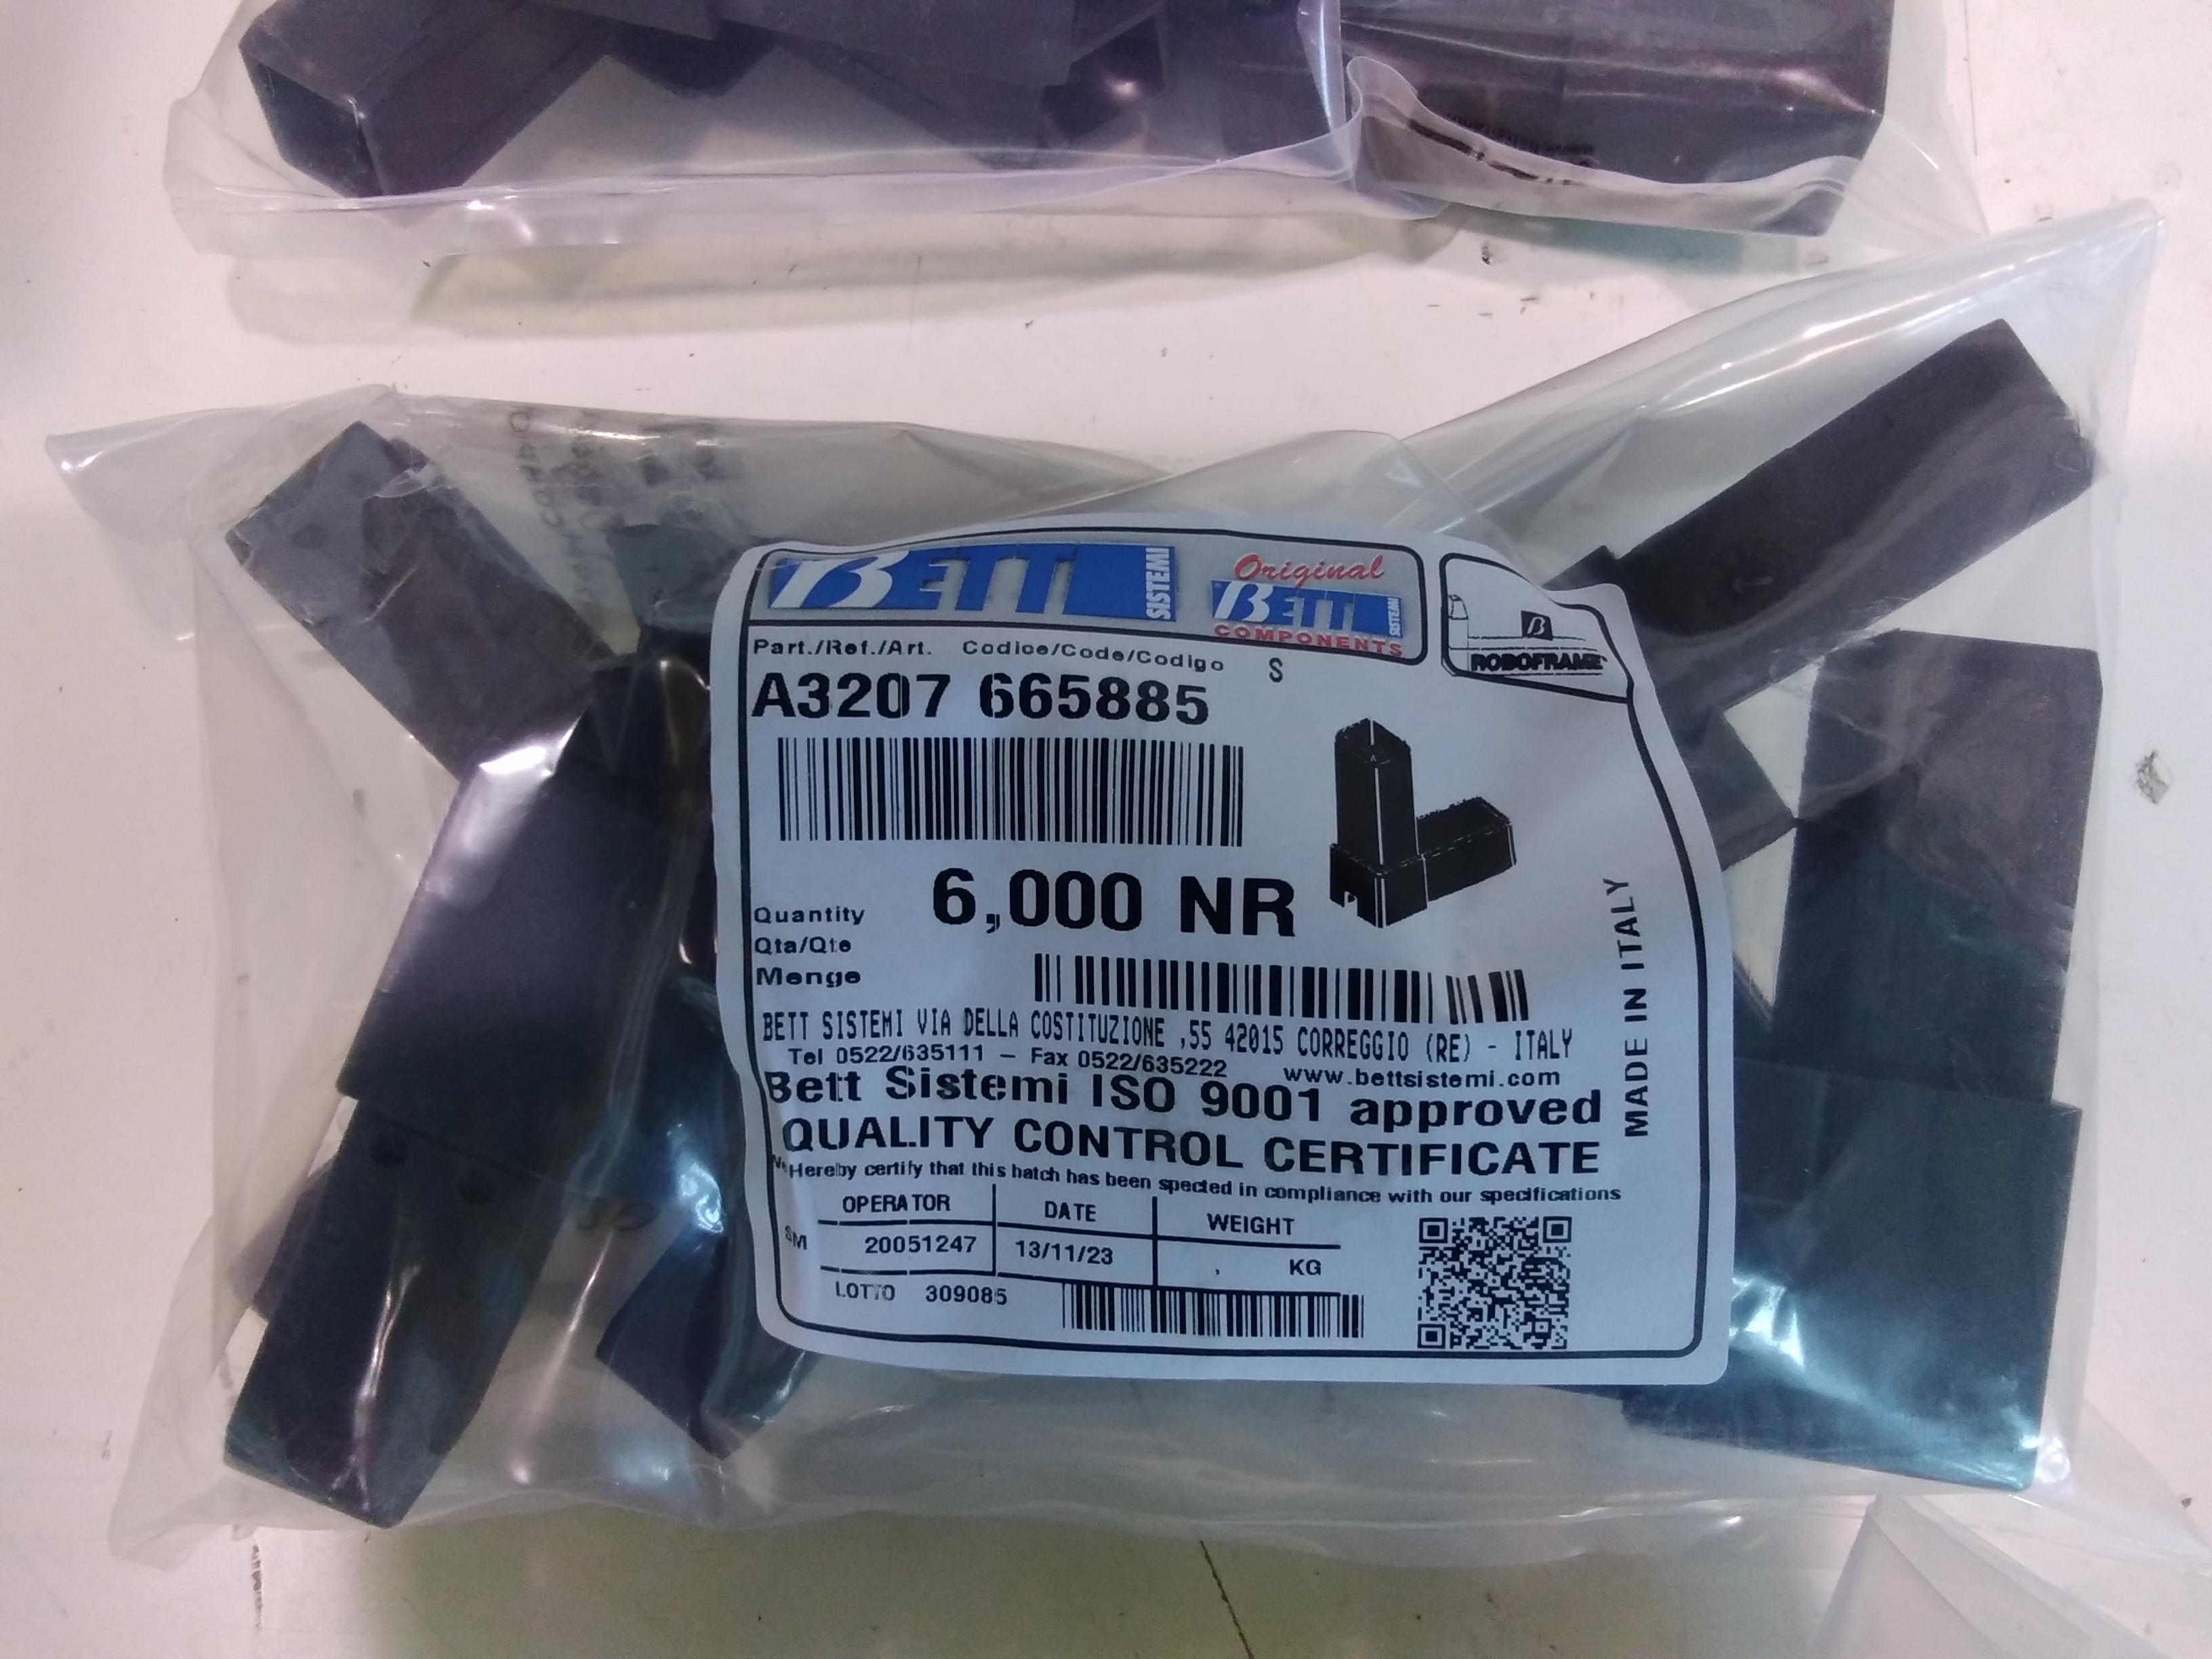 BETT SISTEMI
Original
BETT SISTEMI
COMPONENTS
B
ROBOFRAME
Part./Ref./Art. Codice/Code/Codigo S
A3207 665885
6,000 NR
Quantity
Qta/Qte
Menge
MADE IN ITALY
BETT SISTEMI VIA DELLA COSTITUZIONE ,55 42015 CORREGGIO (RE) - ITALY
Tel 0522/635111 – Fax 0522/635222 www.bettsistemi.com
Bett Sistemi ISO 9001 approved
QUALITY CONTROL CERTIFICATE
We Hereby certify that this batch has been spected in compliance with our specifications
OPERATOR DATE WEIGHT
SM 20051247 13/11/23 , KG
LOTTO 309085